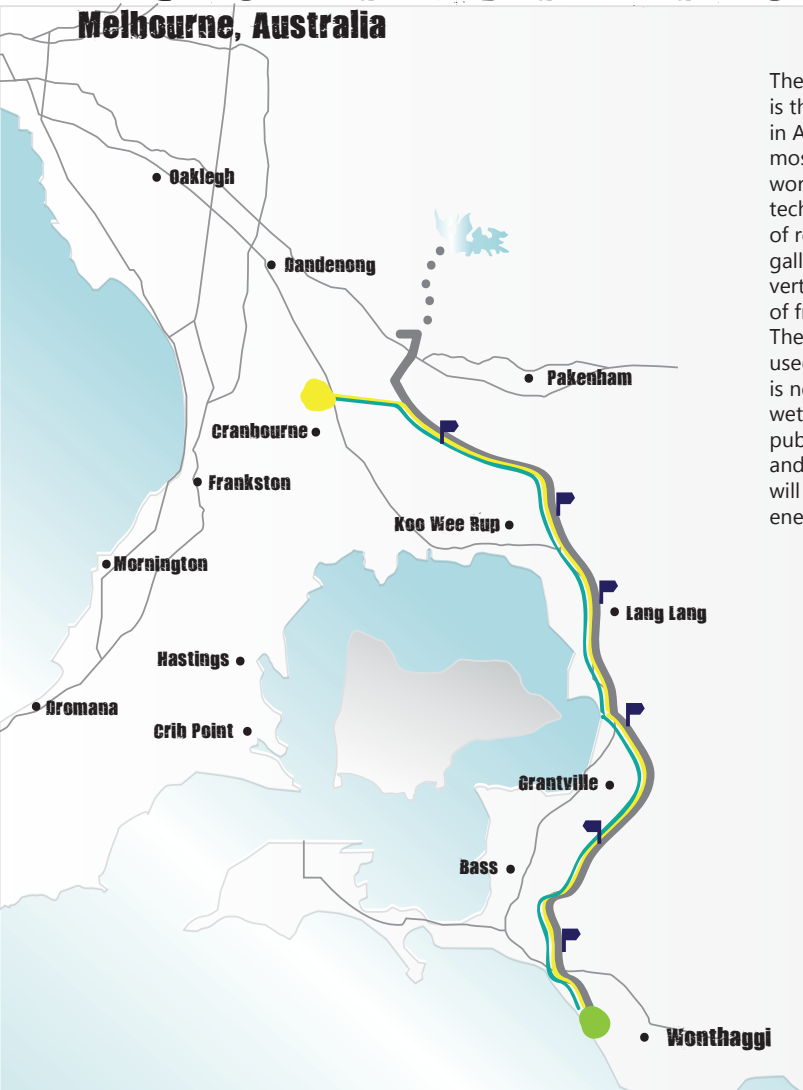 Melbourne, Australia
Oaklegh
Dandenong
Pakenham
Cranbourne
Frankston
Koo Wee Rup
Mornington
Lang Lang
Hastings
Dromana
Crib Point
Grantville
Bass
Wonthaggi
The
is th
in A
mos
wor
tech
of r
gall
vert
of f
The
use
is n
wet
pub
and
will
ene